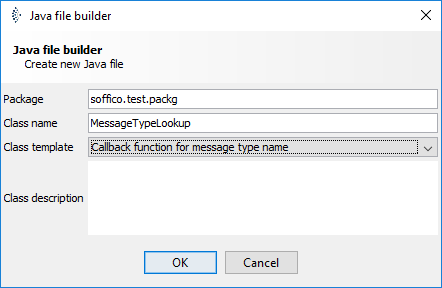 Java file builder
Java file builder
Create new Java file
Package soffico.test.packg
Class name MessageTypeLookup
Class template Callback function for message type name
Class description
OK Cancel